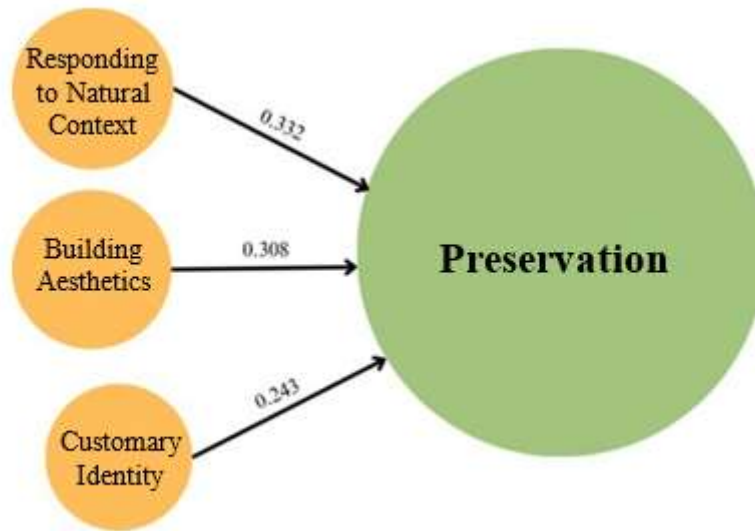 Responding
to Natural
Context
0.332
Building
Aesthetics
0.308
Preservation
Customary
Identity
0.243